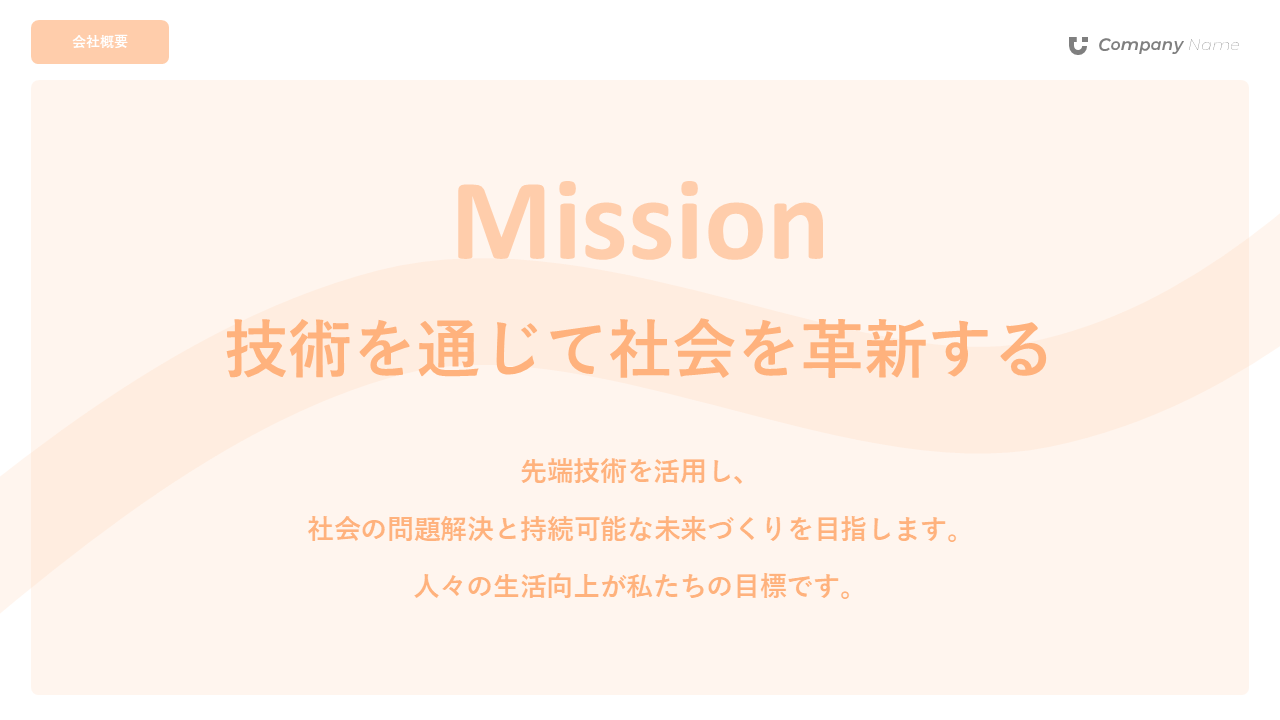 会社概要
Company Name
Mission
技術を通じて社会を革新する
先端技術を活用し、
社会の問題解決と持続可能な未来づくりを目指します。
人々の生活向上が私たちの目標です。